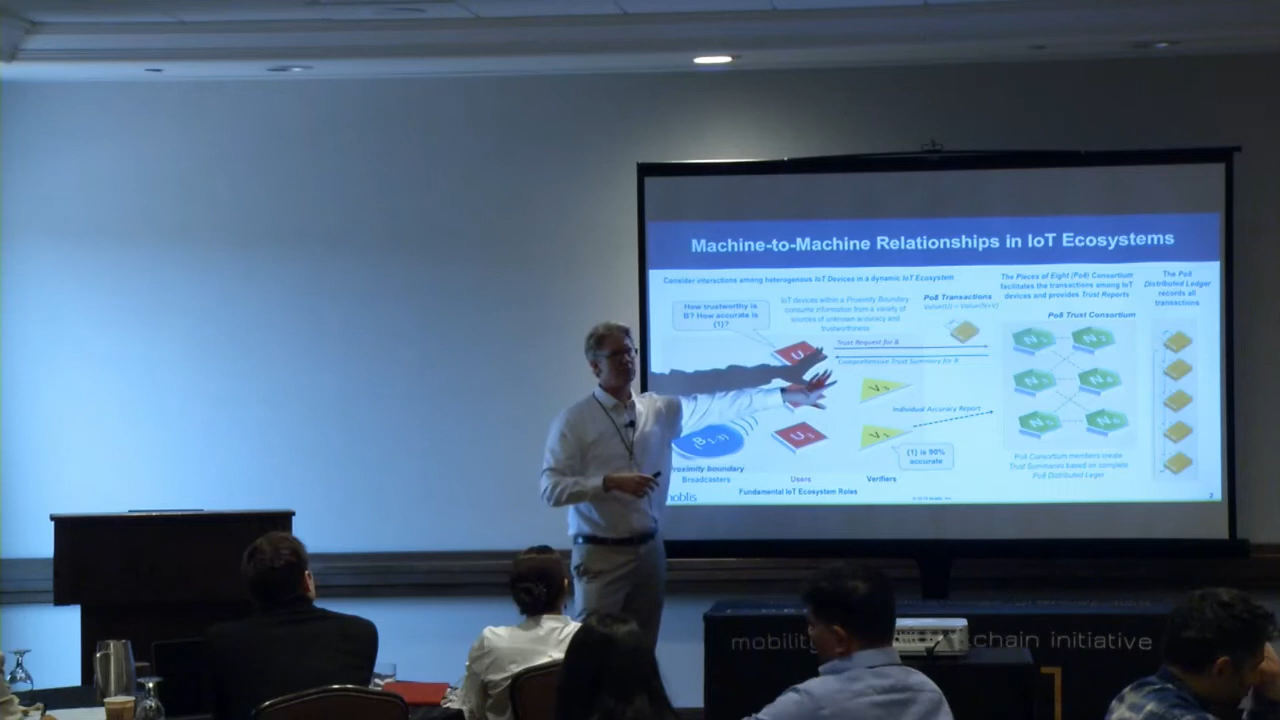 Machine-to-Machine Relationships in IoT Ecosystems
Consider interactions among heterogenous IoT Devices in a dynamic IoT Ecosystem
How trustworthy is
B? How accurate is
{1}?
IoT devices within a Proximity Boundary
consume information from a variety of
sources of unknown accuracy and
trustworthiness
Po8 Transactions
The Pieces of Eight (Po8) Consortium
facilitates the transactions among IoT
devices and provides Trust Reports
The Po8
Distributed Ledger
records all
transactions
Po8 Trust Consortium
Trust Request for B
Comprehensive Trust Summary for B
Individual Accuracy Report
{1} is 90%
accurate
Po8 Consortium members create
Trust Summaries based on complete
Po8 Distributed Leger
Proximity boundary
Broadcasters
Users
Verifiers
Fundamental IoT Ecosystem Roles
noblis
2
mobility
chain initiative